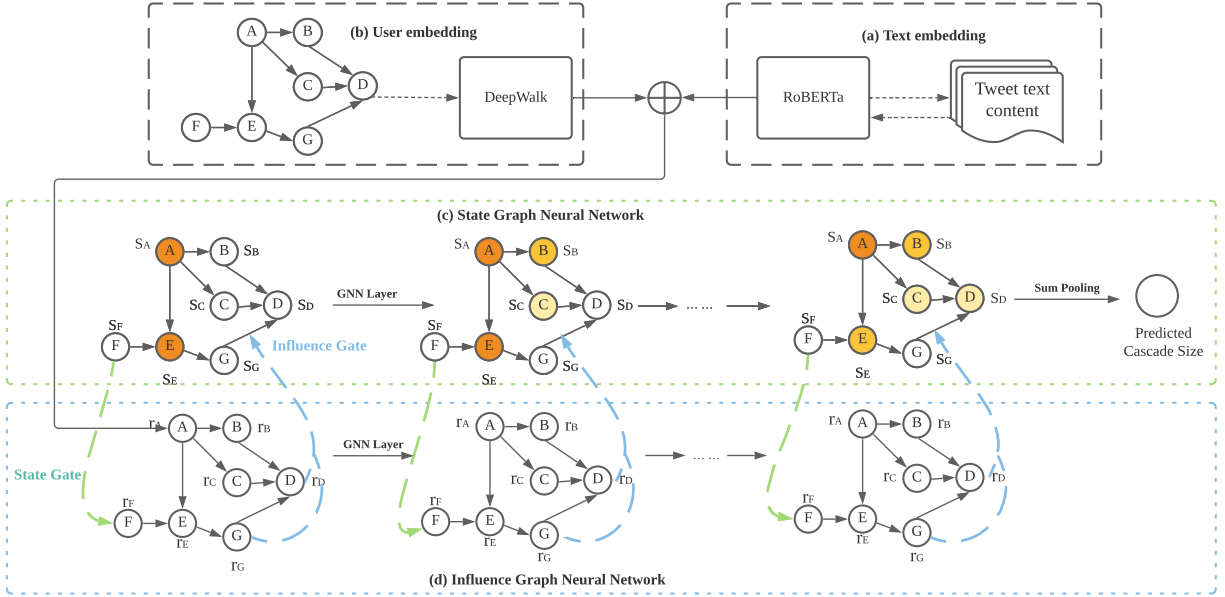 (b) User embedding
A
B
C
D
E
F
G
DeepWalk
(a) Text embedding
RoBERTa
Tweet text
content
(c) State Graph Neural Network
SA
A
B
SB
SC
C
D
SD
SF
F
E
SE
G
SG
GNN Layer
Influence Gate
SA
A
B
SB
SC
C
D
SD
SF
F
E
SE
G
SG
... ...
SA
A
B
SB
SC
C
D
SD
SF
F
E
SE
G
SG
Sum Pooling
Predicted
Cascade Size
State Gate
rA
A
B
rB
rC
C
D
rD
rF
F
E
rE
G
rG
GNN Layer
rA
A
B
rB
rC
C
D
rD
rF
F
E
rE
G
rG
... ...
rA
A
B
rB
rC
C
D
rD
rF
F
E
rE
G
rG
(d) Influence Graph Neural Network